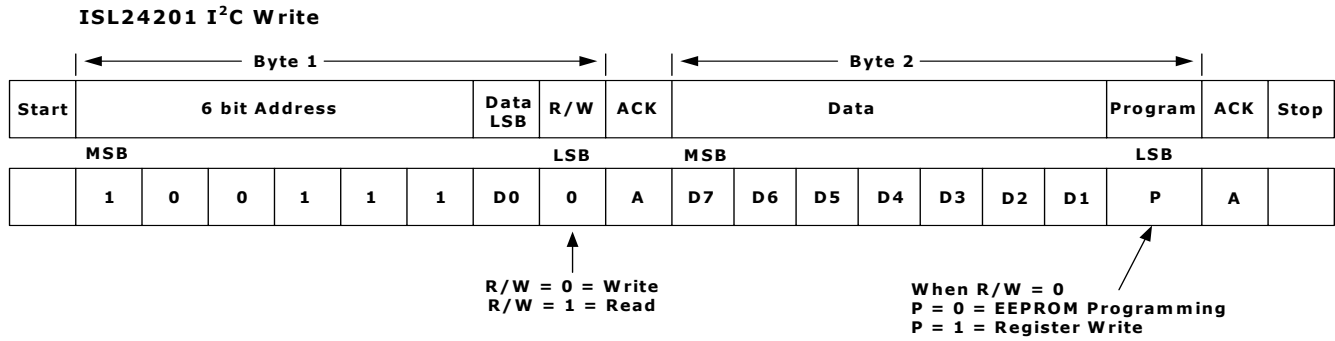 ISL24201 I²C Write
Byte 1 Byte 2
Start 6 bit Address Data LSB R/W ACK Data Program ACK Stop
MSB LSB MSB LSB
1 0 0 1 1 1 D0 0 A D7 D6 D5 D4 D3 D2 D1 P A
R/W = 0 = Write
R/W = 1 = Read
When R/W = 0
P = 0 = EEPROM Programming
P = 1 = Register Write